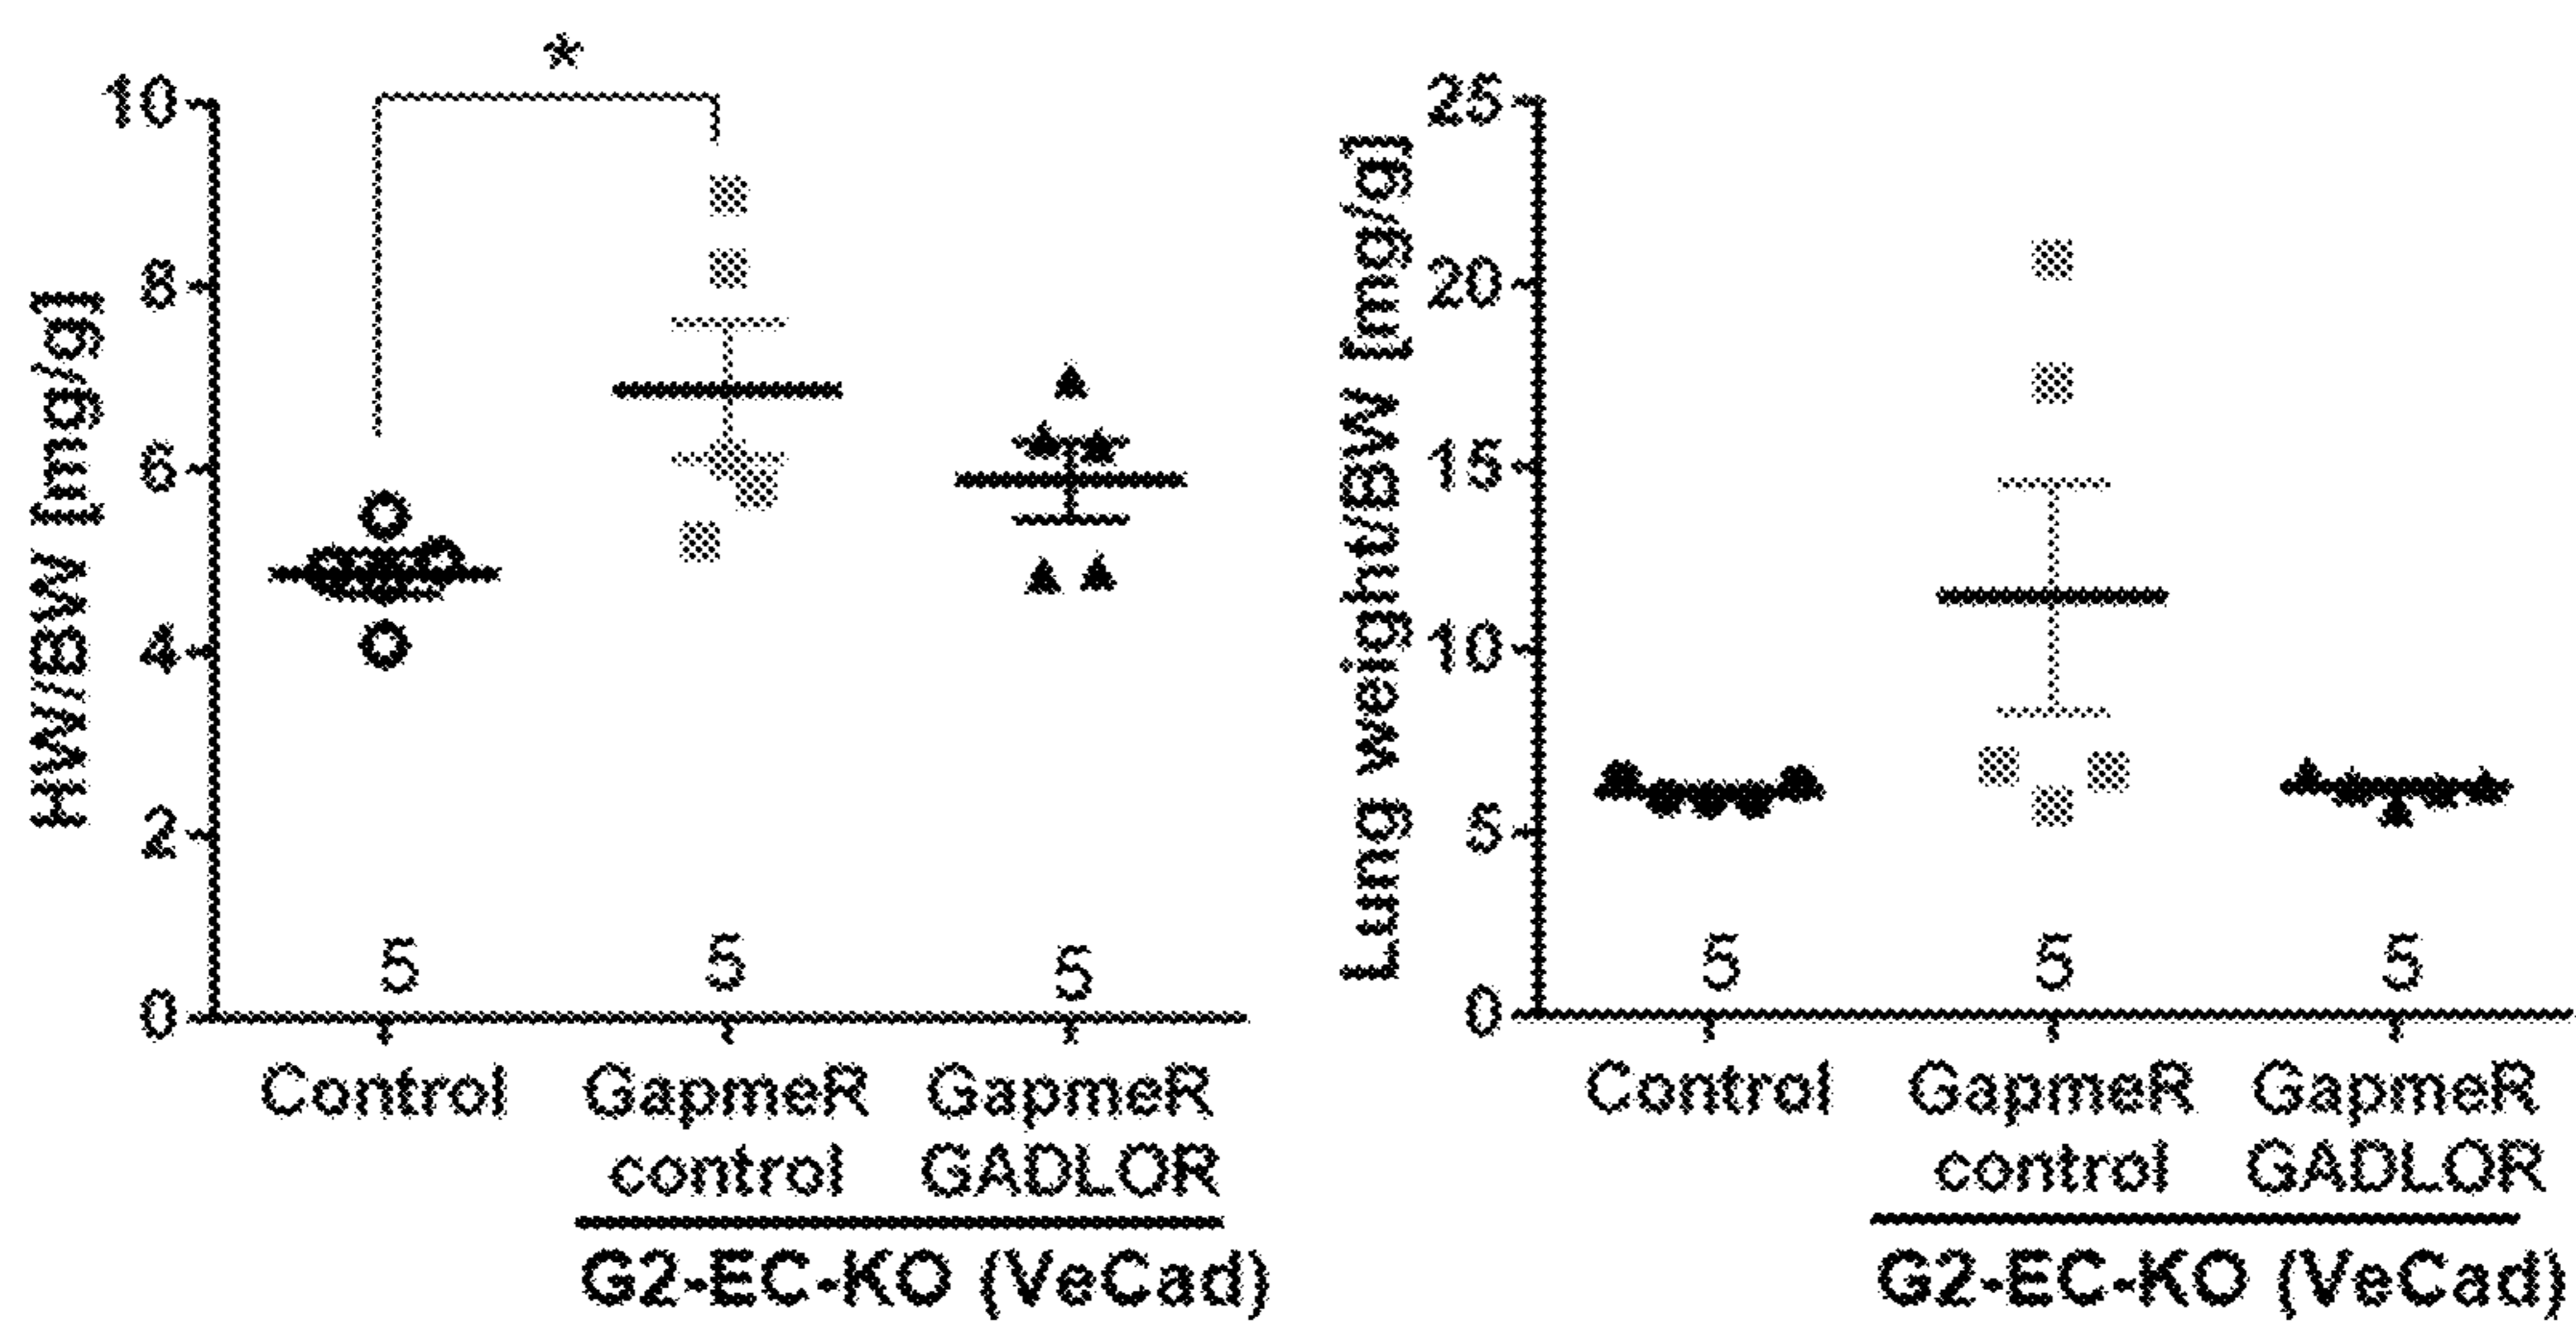 *
HW/BW [mg/g]
10
8
6
4
2
0
5 5 5
Control GapmeR GapmeR
control GADLOR
G2-EC-KO (VeCad)
Lung weight/BW [mg/g]
25
20
15
10
5
0
5 5 5
Control GapmeR GapmeR
control GADLOR
G2-EC-KO (VeCad)